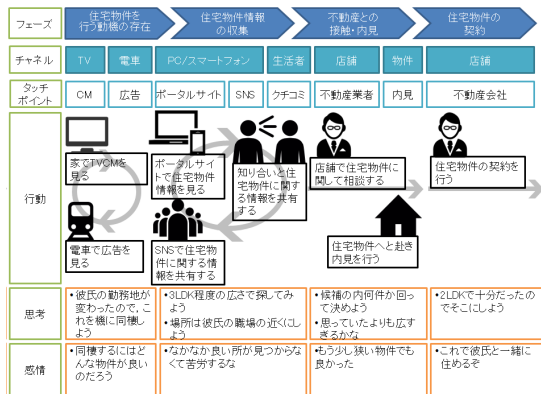 フェーズ
住宅物件を
行う動機の存在
住宅物件情報
の収集
不動産との
接触・内見
住宅物件の
契約
チャネル
TV
電車
PC/スマートフォン
生活者
店舗
物件
店舗
タッチ
ポイント
CM
広告
ポータルサイト
SNS
クチコミ
不動産業者
内見
不動産会社
行動
家でTVCMを
見る
ポータルサイ
トで住宅物件
情報を見る
知り合いと住
宅物件に関す
る情報を共有
する
店舗で住宅物件に
関して相談する
住宅物件の契約を
行う
電車で広告を
見る
SNSで住宅物
件に関する情
報を共有する
住宅物件へと赴き
内見を行う
思考
•彼氏の勤務地が
変わったので、こ
れを機に同棲し
よう
•3LDK程度の広さで探してみ
よう
•場所は彼氏の職場の近くにし
よう
•候補の内何件か回っ
て決めよう
•思っていたよりも広す
ぎるかな
•2LDKで十分だったの
でそこにしよう
感情
•同棲するにはど
んな物件が良い
のだろう
•なかなか良い所が見つからな
くて苦労するな
•もう少し狭い物件でも
良かった
•これで彼氏と一緒に
住めるぞ